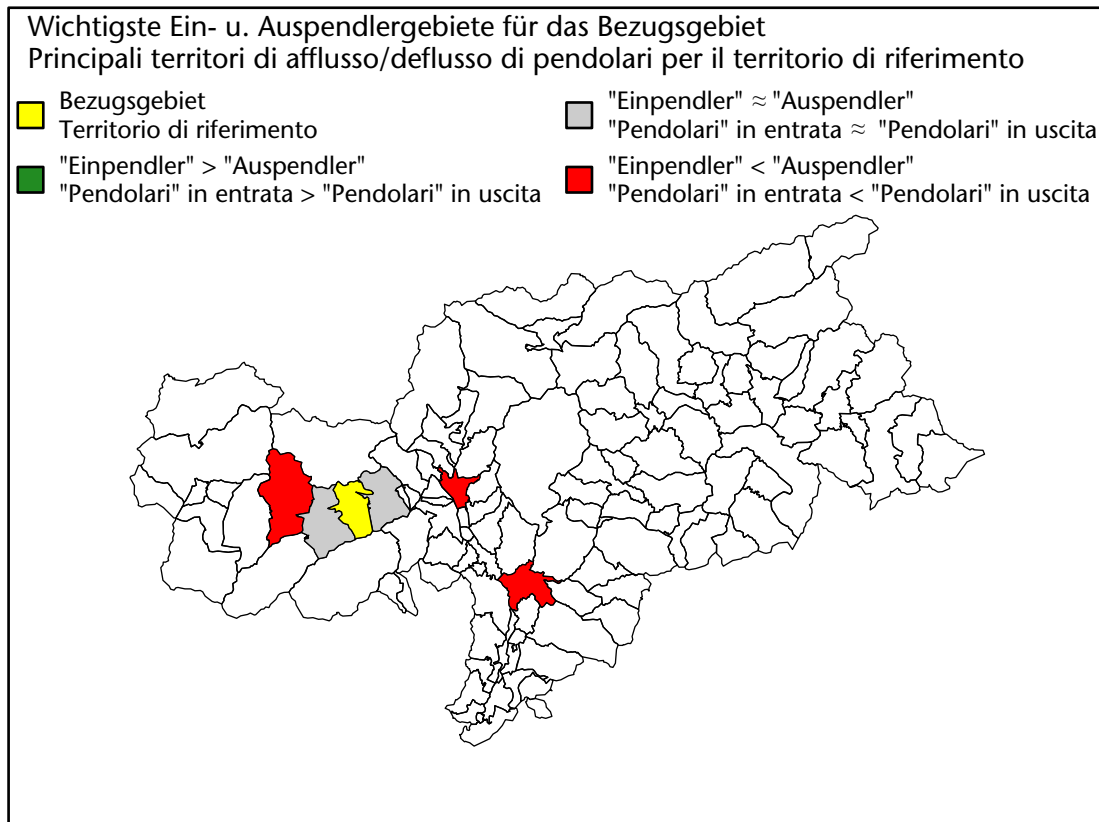 Wichtigste Ein- u. Auspendlergebiete für das Bezugsgebiet
Principali territori di afflusso/deflusso di pendolari per il territorio di riferimento
Bezugsgebiet
Territorio di riferimento
"Einpendler" > "Auspendler"
"Pendolari" in entrata > "Pendolari" in uscita
"Einpendler" ≈ "Auspendler"
"Pendolari" in entrata ≈ "Pendolari" in uscita
"Einpendler" < "Auspendler"
"Pendolari" in entrata < "Pendolari" in uscita